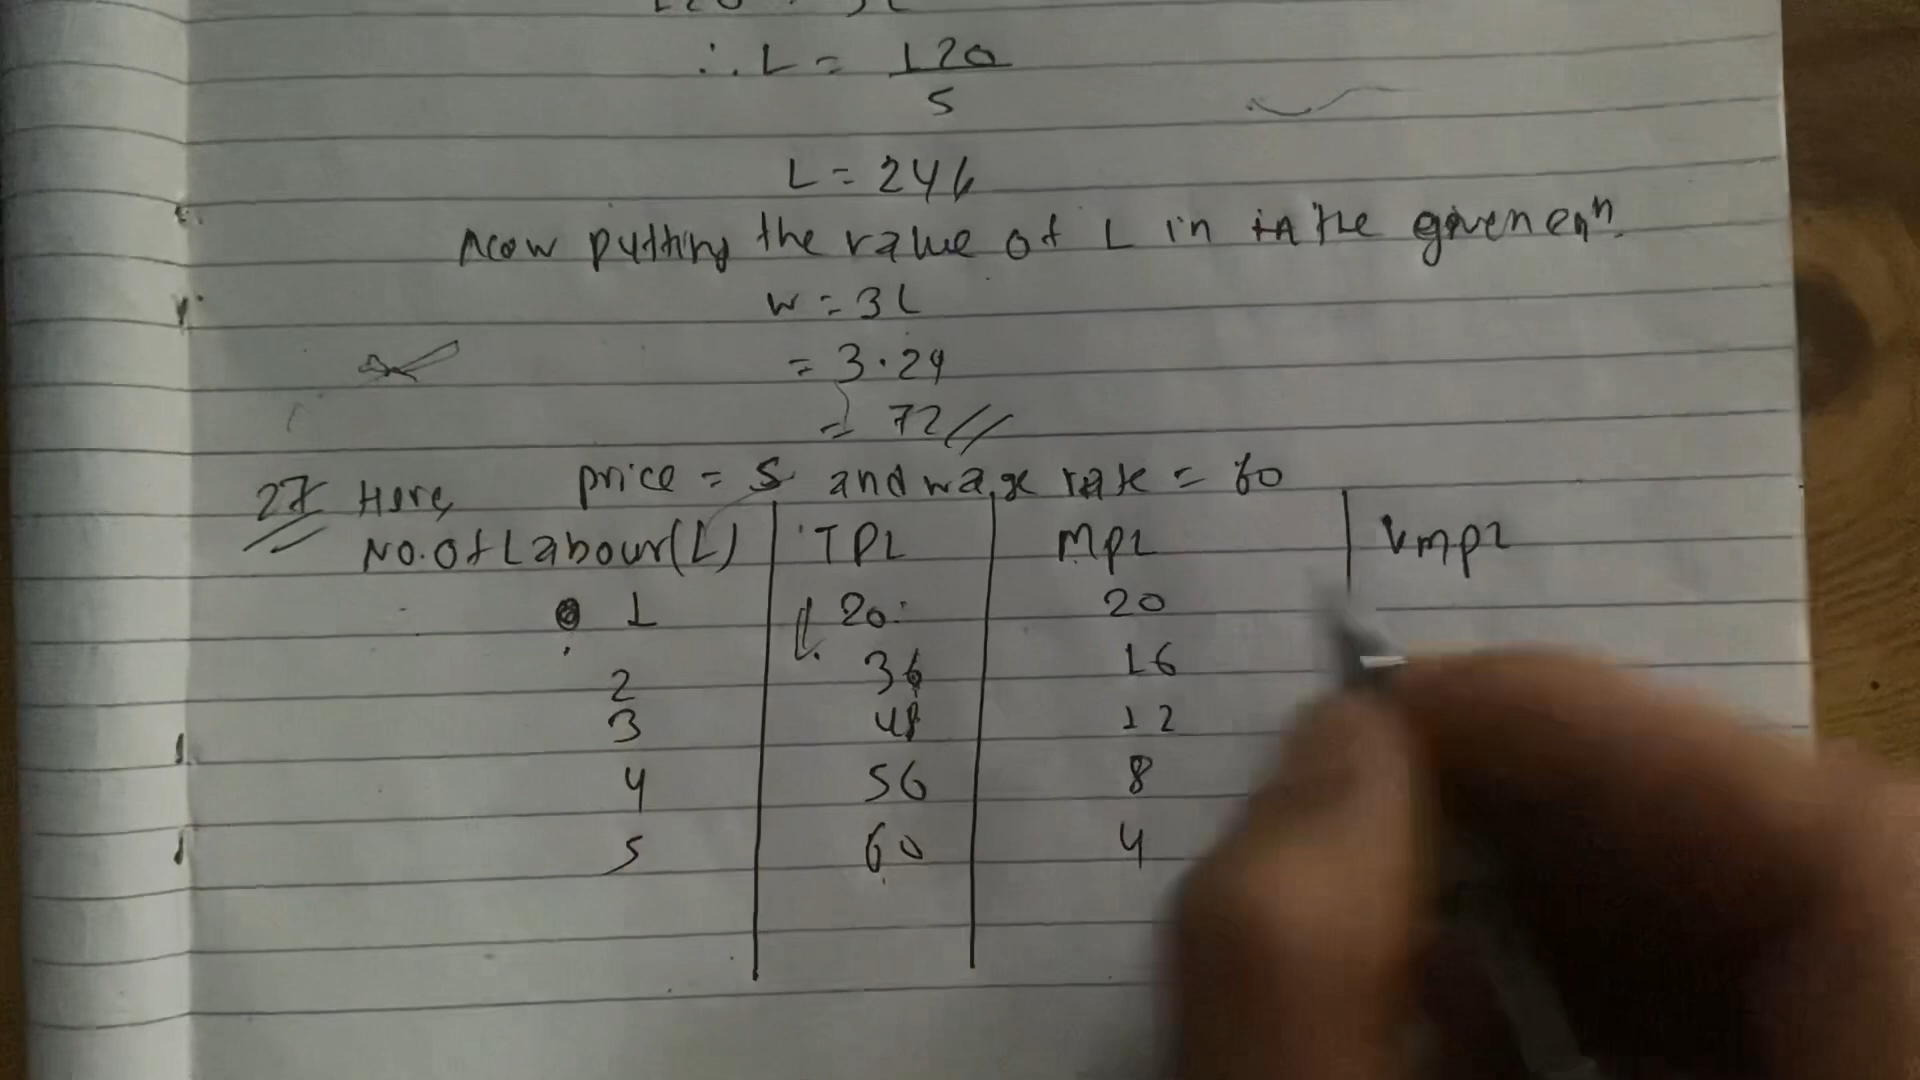 ∴ L = 120
5
L = 246
Now putting the value of L in in the given eqn.
w = 3L
= 3.24
= 72//
27 Here, price = 5 and wage rate = 60
No. Of Labour(L) TPL MPL VMPL
1 20 20
2 36 16
3 48 12
4 56 8
5 60 4